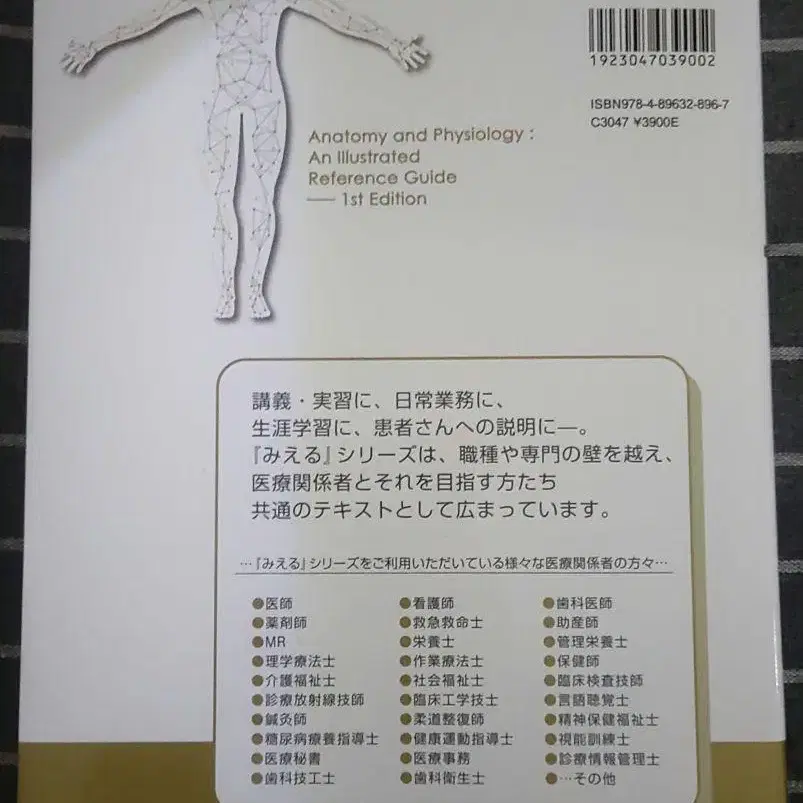 1923047039002
ISBN978-4-89632-896-7
C3047 ¥3900E
Anatomy and Physiology :
An Illustrated
Reference Guide
── 1st Edition
講義・実習に、日常業務に、
生涯学習に、患者さんへの説明に―。
『みえる』シリーズは、職種や専門の壁を越え、
医療関係者とそれを目指す方たち
共通のテキストとして広まっています。
…『みえる』シリーズをご利用いただいている様々な医療関係者の方々…
●医師 ●看護師 ●歯科医師
●薬剤師 ●救急救命士 ●助産師
●MR ●栄養士 ●管理栄養士
●理学療法士 ●作業療法士 ●保健師
●介護福祉士 ●社会福祉士 ●臨床検査技師
●診療放射線技師 ●臨床工学技士 ●言語聴覚士
●鍼灸師 ●柔道整復師 ●精神保健福祉士
●糖尿病療養指導士 ●健康運動指導士 ●視能訓練士
●医療秘書 ●医療事務 ●診療情報管理士
●歯科技工士 ●歯科衛生士 ●…その他